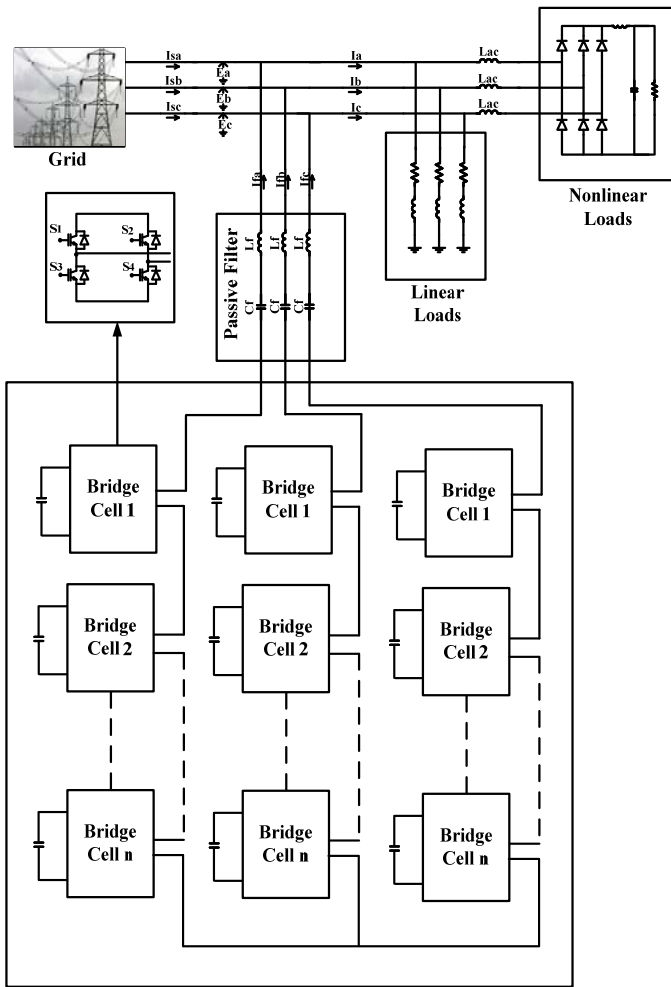 Isa
Ea
Ia
Lac
Isb
Eb
Ib
Lac
Isc
Ec
Ic
Lac
Grid
Nonlinear
Loads
Ifa
Ifb
Ifc
S1
S2
S3
S4
Passive Filter
Lf
Lf
Lf
Cf
Cf
Cf
Linear
Loads
Bridge
Cell 1
Bridge
Cell 1
Bridge
Cell 1
Bridge
Cell 2
Bridge
Cell 2
Bridge
Cell 2
Bridge
Cell n
Bridge
Cell n
Bridge
Cell n